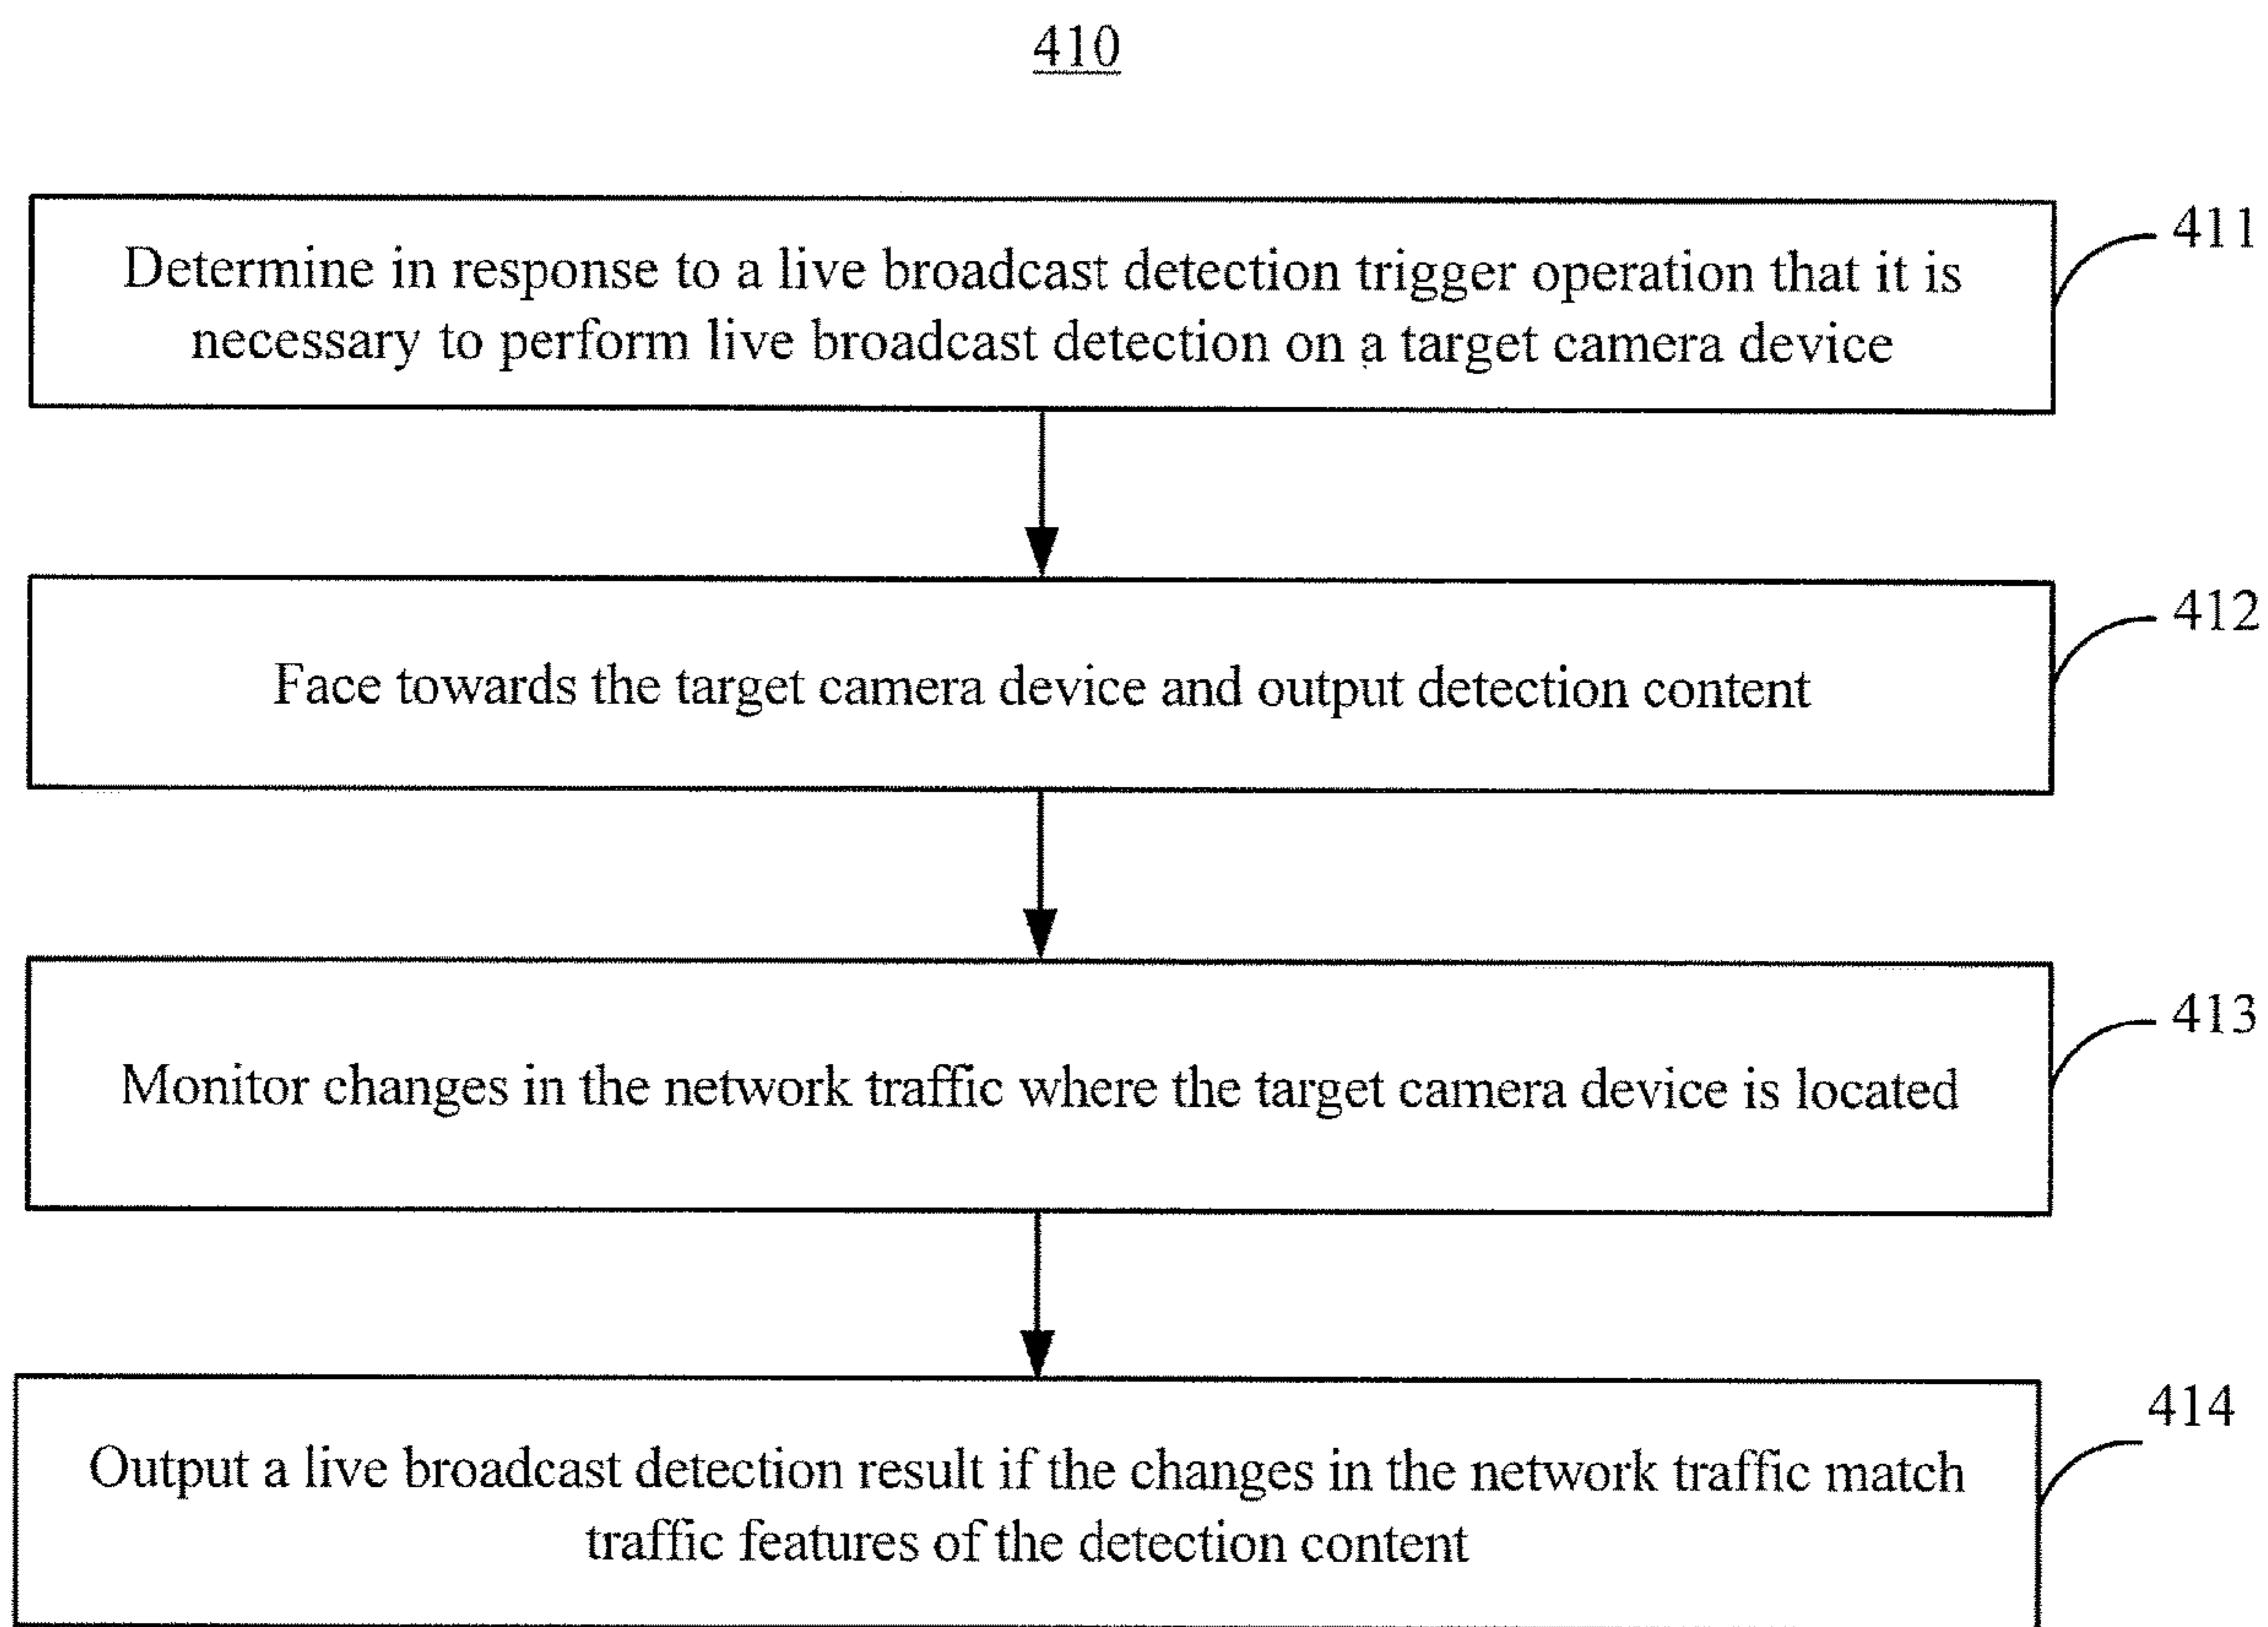 410
Determine in response to a live broadcast detection trigger operation that it is
necessary to perform live broadcast detection on a target camera device
411
Face towards the target camera device and output detection content
412
Monitor changes in the network traffic where the target camera device is located
413
Output a live broadcast detection result if the changes in the network traffic match
traffic features of the detection content
414